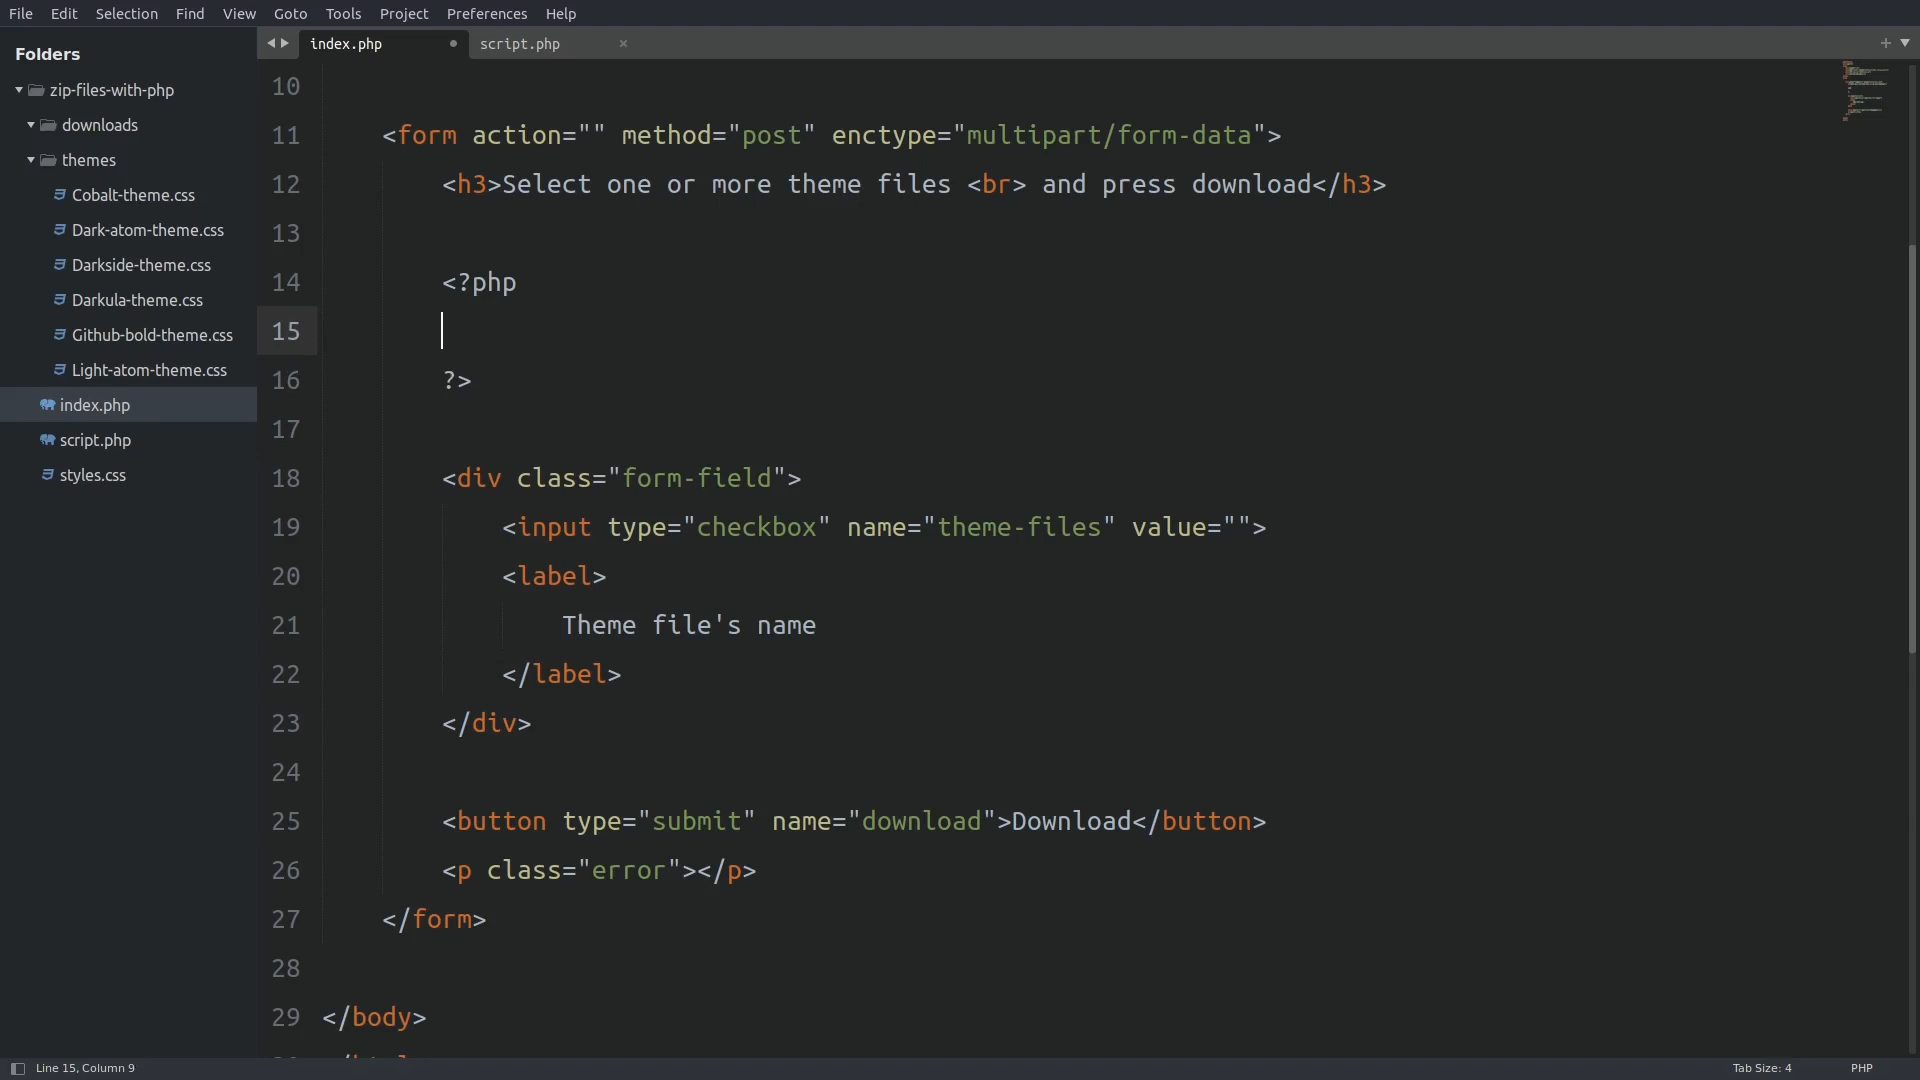 File Edit Selection Find View Goto Tools Project Preferences Help
Folders
zip-files-with-php
downloads
themes
Cobalt-theme.css
Dark-atom-theme.css
Darkside-theme.css
Darkula-theme.css
Github-bold-theme.css
Light-atom-theme.css
index.php
script.php
styles.css
index.php script.php
10
11 <form action="" method="post" enctype="multipart/form-data">
12 <h3>Select one or more theme files <br> and press download</h3>
13
14 <?php
15
16 ?>
17
18 <div class="form-field">
19 <input type="checkbox" name="theme-files" value="">
20 <label>
21 Theme file's name
22 </label>
23 </div>
24
25 <button type="submit" name="download">Download</button>
26 <p class="error"></p>
27 </form>
28
29 </body>
Line 15, Column 9 Tab Size: 4 PHP